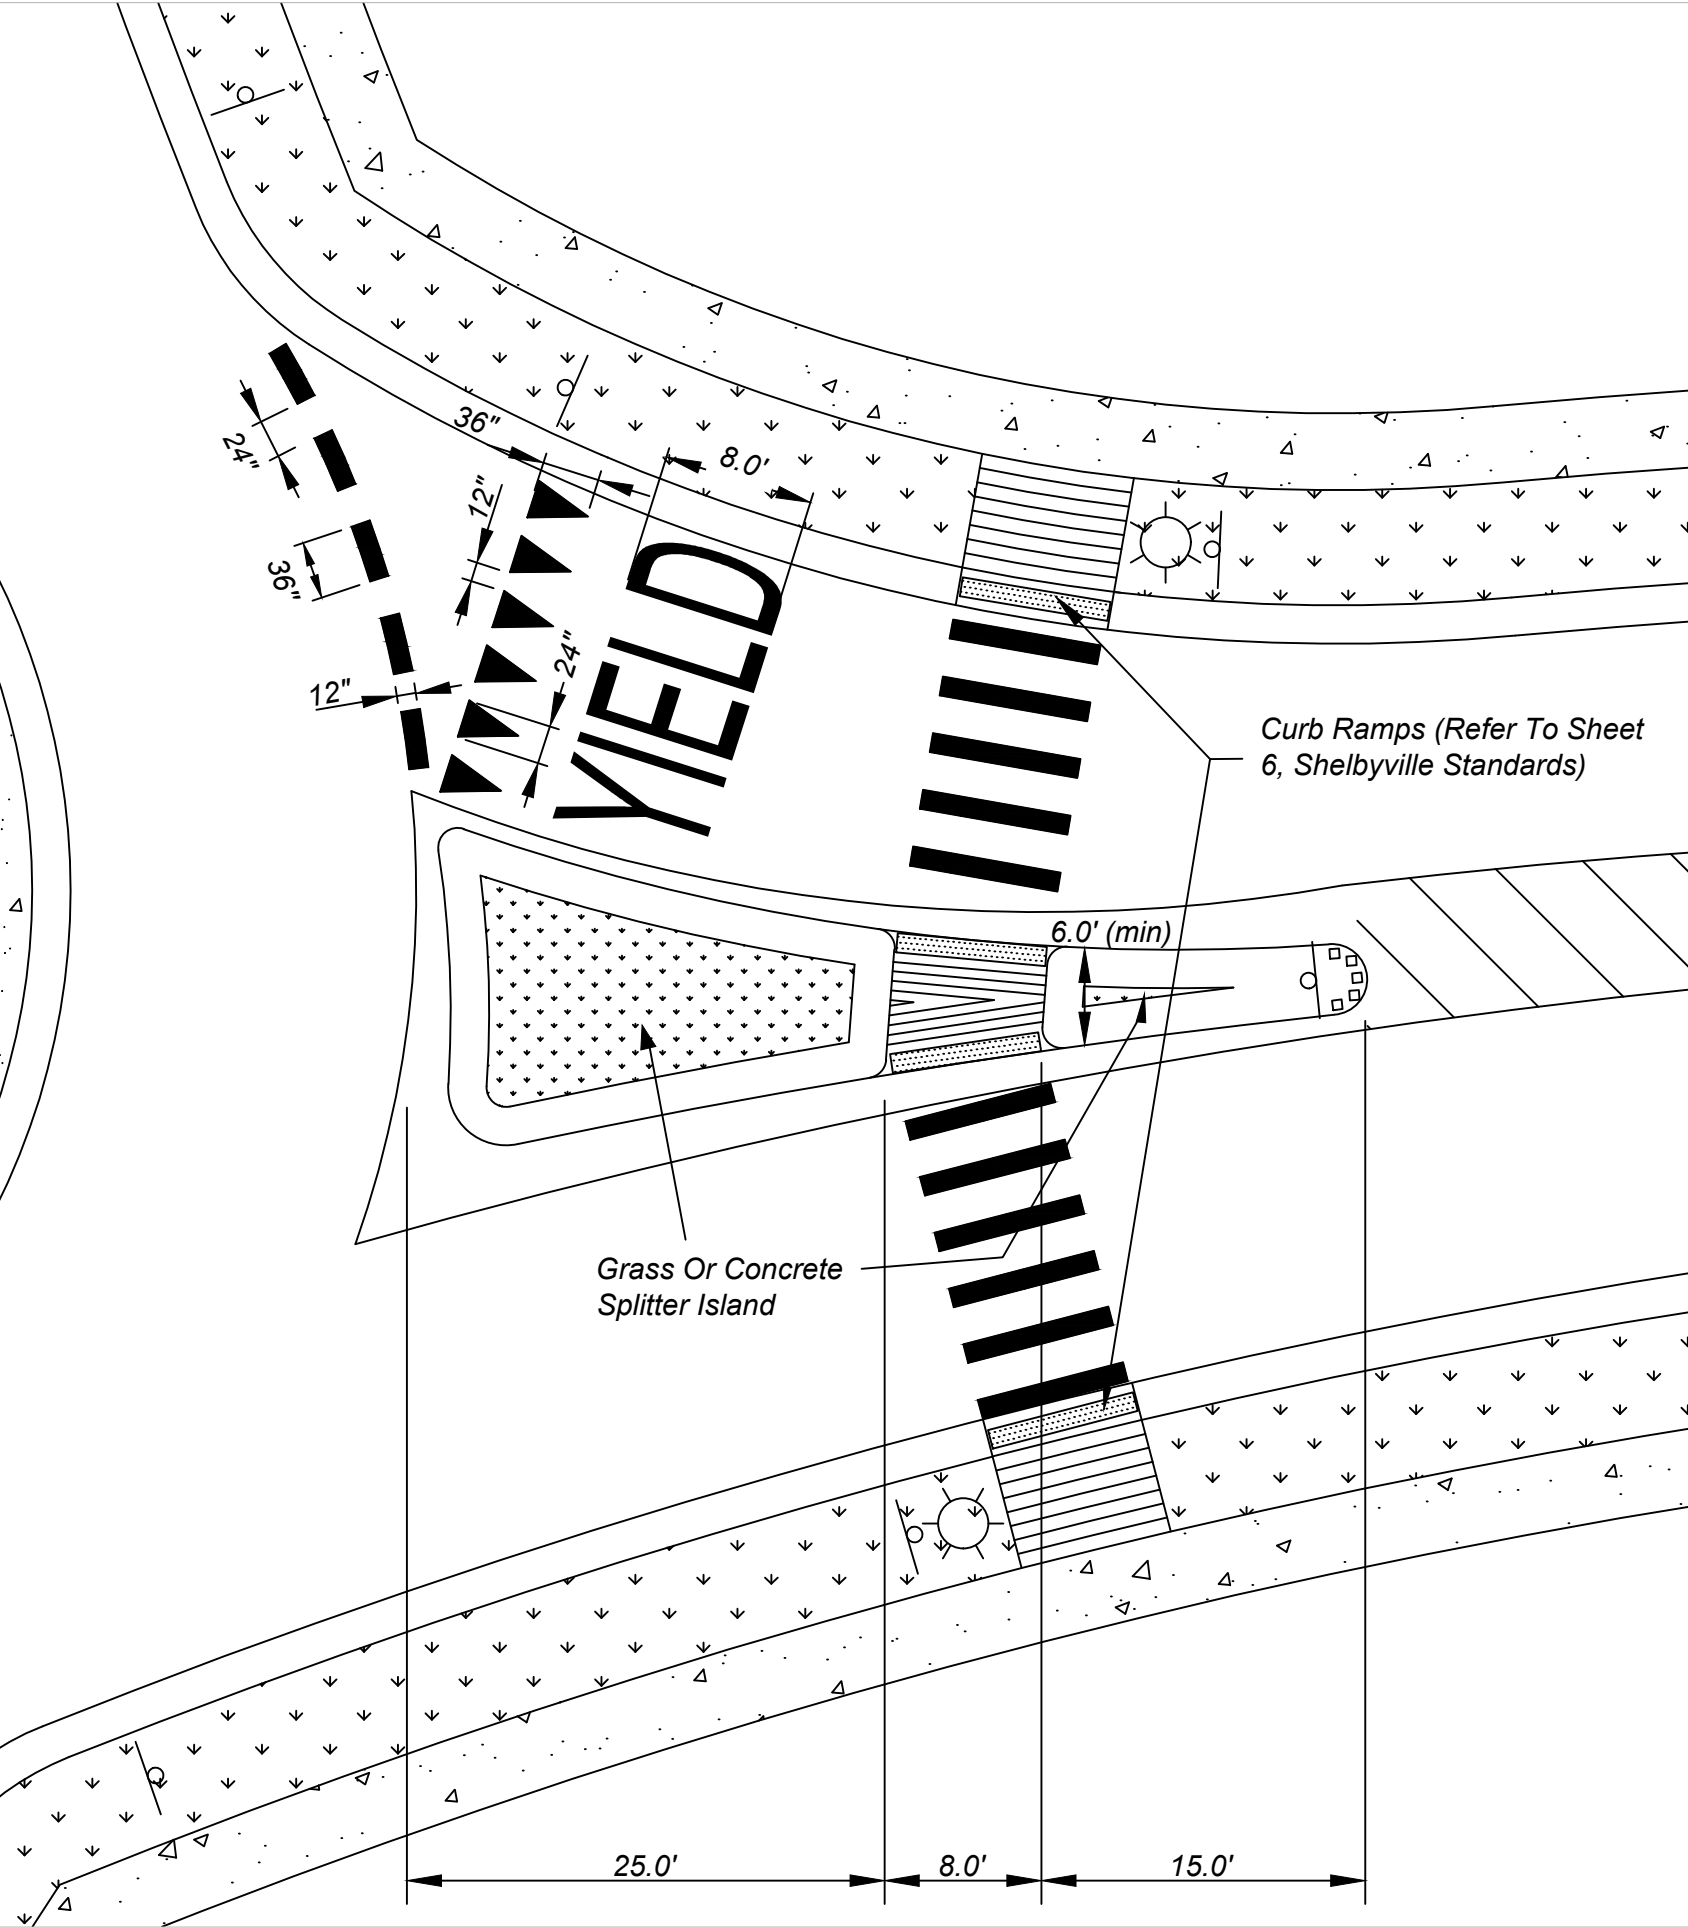 36"
8.0'
24"
12"
36"
24"
12"
YIELD
Curb Ramps (Refer To Sheet
6, Shelbyville Standards)
6.0' (min)
Grass Or Concrete
Splitter Island
25.0'
8.0'
15.0'